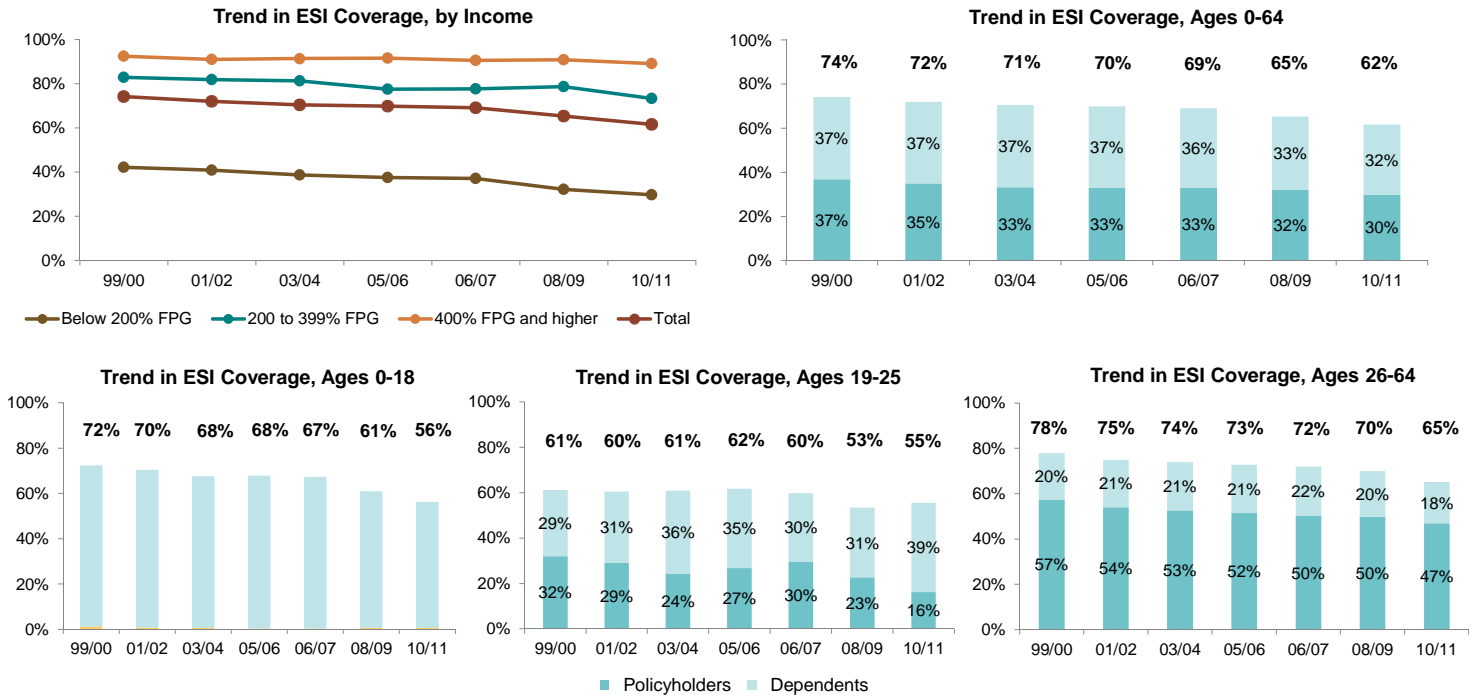 Trend in ESI Coverage, by Income
100%
80%
60%
40%
20%
0%
99/00 01/02 03/04 05/06 06/07 08/09 10/11
Below 200% FPG 200 to 399% FPG 400% FPG and higher Total
Trend in ESI Coverage, Ages 0-64
100%
80%
60%
40%
20%
0%
74% 72% 71% 70% 69% 65% 62%
37% 37% 37% 37% 36% 33% 32%
37% 35% 33% 33% 33% 32% 30%
99/00 01/02 03/04 05/06 06/07 08/09 10/11
Trend in ESI Coverage, Ages 0-18
100%
80%
60%
40%
20%
0%
72% 70% 68% 68% 67% 61% 56%
99/00 01/02 03/04 05/06 06/07 08/09 10/11
Trend in ESI Coverage, Ages 19-25
100%
80%
60%
40%
20%
0%
61% 60% 61% 62% 60% 53% 55%
29% 31% 36% 35% 30% 31% 39%
32% 29% 24% 27% 30% 23% 16%
99/00 01/02 03/04 05/06 06/07 08/09 10/11
Trend in ESI Coverage, Ages 26-64
100%
80%
60%
40%
20%
0%
78% 75% 74% 73% 72% 70% 65%
20% 21% 21% 21% 22% 20% 18%
57% 54% 53% 52% 50% 50% 47%
99/00 01/02 03/04 05/06 06/07 08/09 10/11
Policyholders Dependents